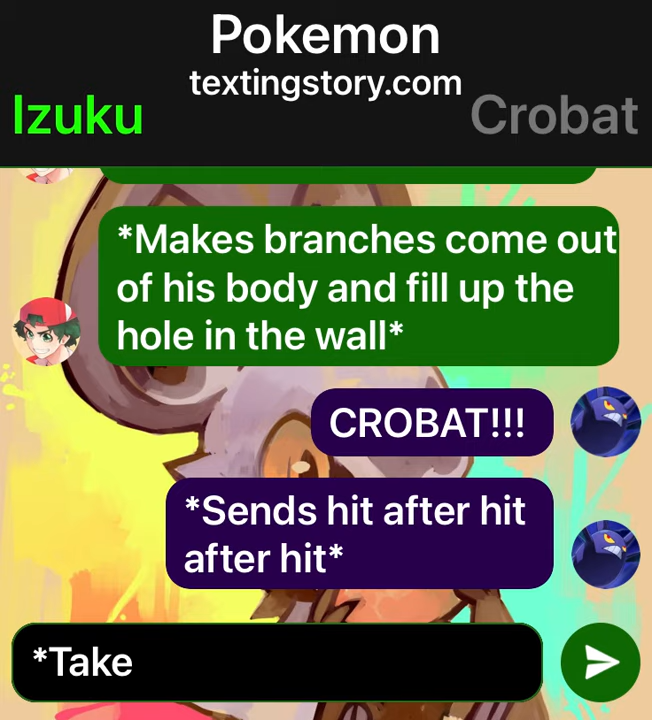 Pokemon
textingstory.com
Izuku
Crobat
*Makes branches come out
of his body and fill up the
hole in the wall*
CROBAT!!!
*Sends hit after hit
after hit*
*Take